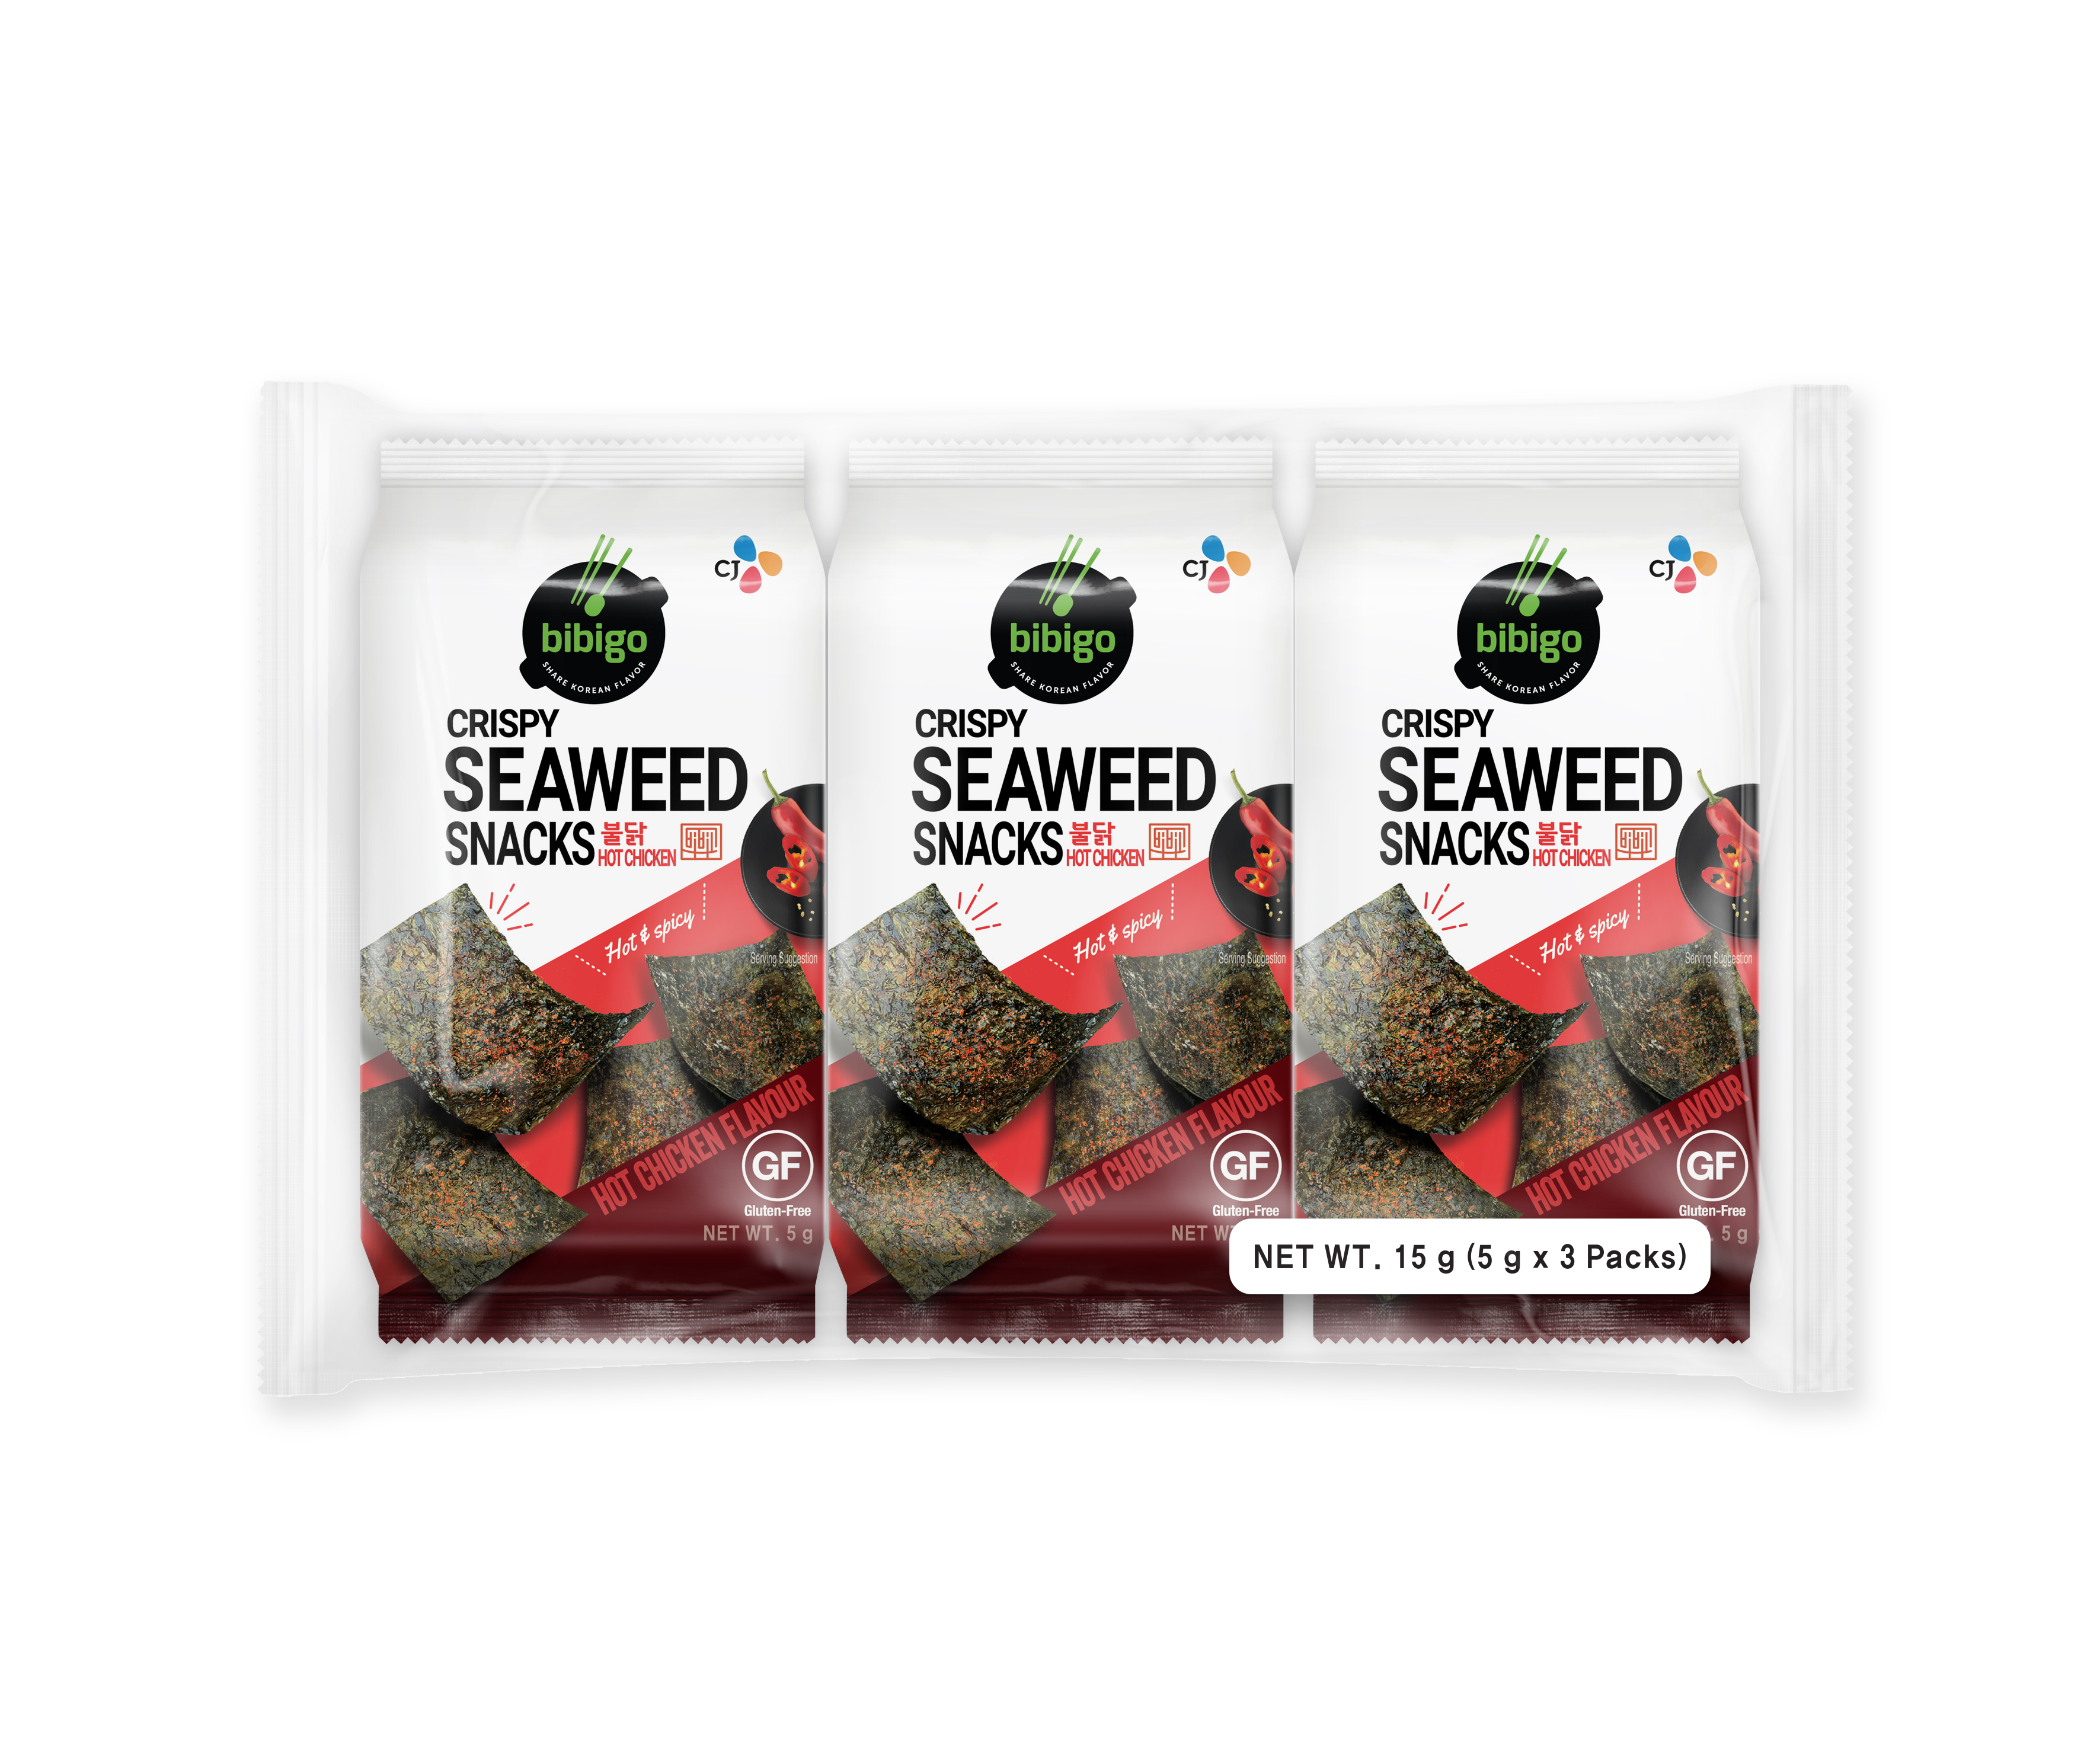 CJ
bibigo
SHARE KOREAN FLAVOR
CRISPY
SEAWEED
SNACKS 불닭
HOT CHICKEN
Hot & spicy
Serving Suggestion
HOT CHICKEN FLAVOUR
GF
Gluten-Free
NET WT. 5 g
CJ
bibigo
SHARE KOREAN FLAVOR
CRISPY
SEAWEED
SNACKS 불닭
HOT CHICKEN
Hot & spicy
Serving Suggestion
HOT CHICKEN FLAVOUR
GF
Gluten-Free
NET W
CJ
bibigo
SHARE KOREAN FLAVOR
CRISPY
SEAWEED
SNACKS 불닭
HOT CHICKEN
Hot & spicy
Serving Suggestion
HOT CHICKEN FLAVOUR
GF
Gluten-Free
. 5 g
NET WT. 15 g (5 g x 3 Packs)